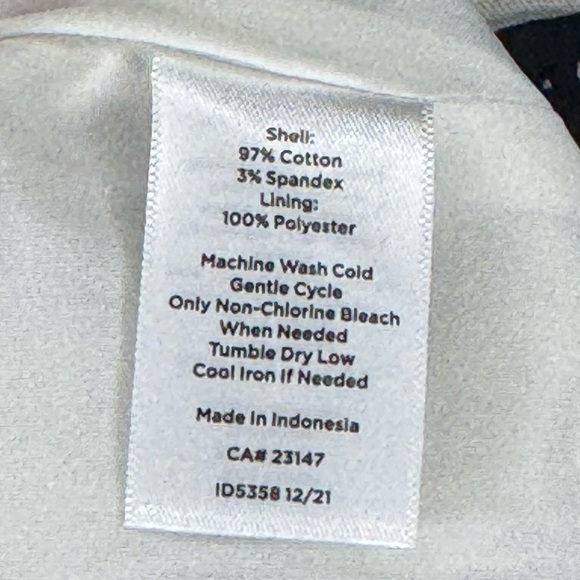 Shell:
97% Cotton
3% Spandex
Lining:
100% Polyester
Machine Wash Cold
Gentle Cycle
Only Non-Chlorine Bleach
When Needed
Tumble Dry Low
Cool Iron If Needed
Made In Indonesia
CA# 23147
ID5358 12/21